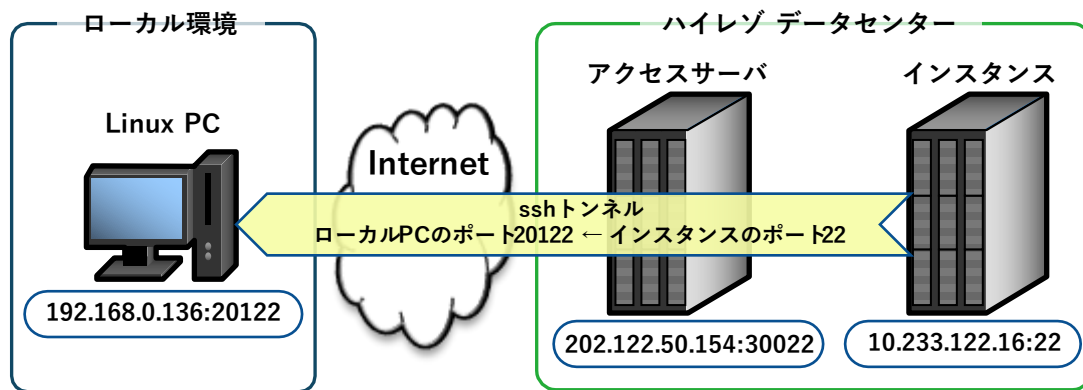 ローカル環境
ハイレゾ データセンター
アクセスサーバ
インスタンス
Linux PC
Internet
sshトンネル
ローカルPCのポート20122 ← インスタンスのポート22
192.168.0.136:20122
202.122.50.154:30022
10.233.122.16:22